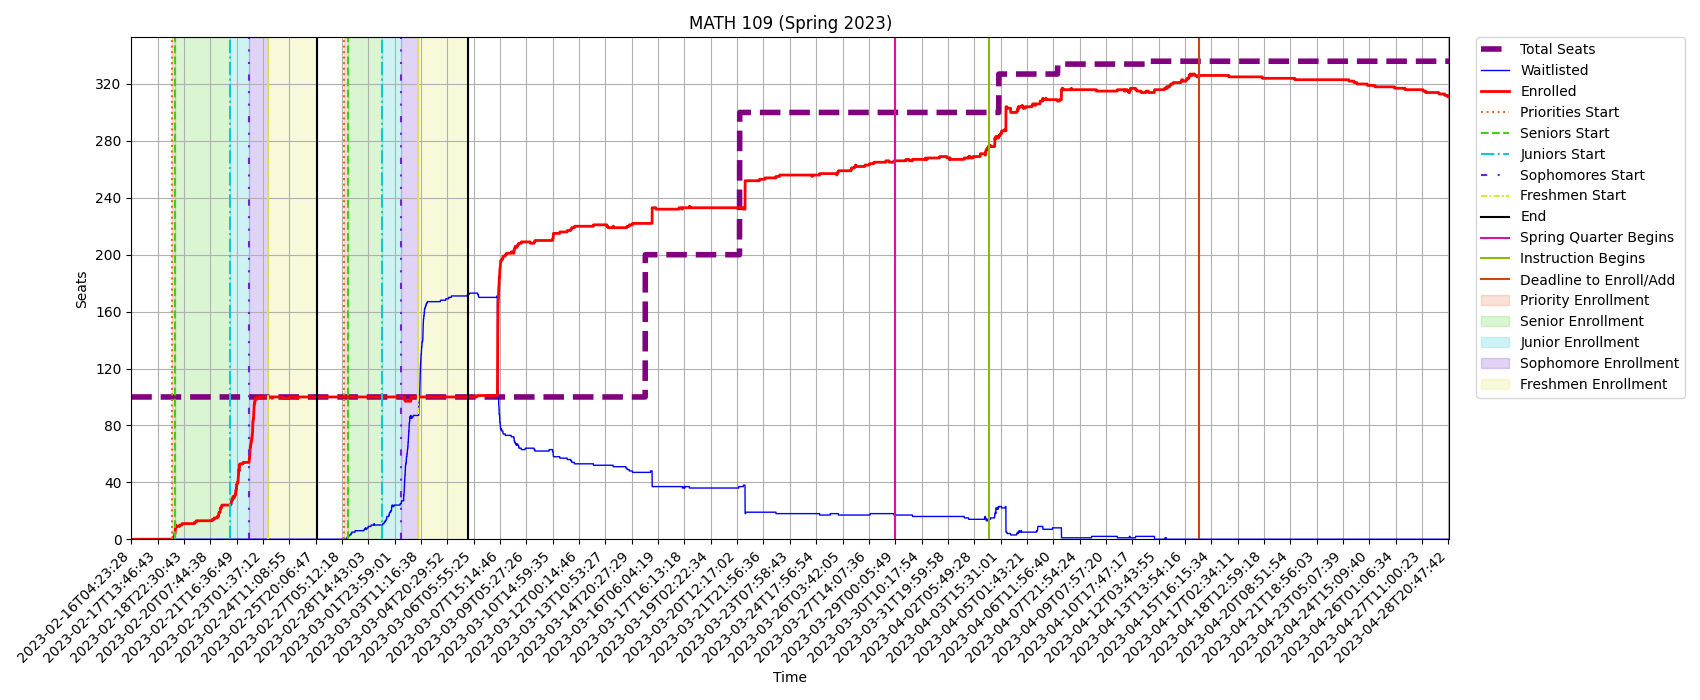 MATH 109 (Spring 2023)
Seats
320
280
240
200
160
120
80
40
0
2023-02-16T04:23:28
2023-02-17T13:46:43
2023-02-18T22:30:43
2023-02-20T07:44:38
2023-02-21T16:36:49
2023-02-23T01:37:12
2023-02-24T11:08:55
2023-02-25T20:06:47
2023-02-27T05:12:18
2023-02-28T14:43:03
2023-03-01T23:59:01
2023-03-03T11:16:38
2023-03-04T20:29:52
2023-03-06T05:55:25
2023-03-07T15:14:46
2023-03-09T05:27:26
2023-03-10T14:59:35
2023-03-12T00:14:46
2023-03-13T10:53:27
2023-03-14T20:27:29
2023-03-16T06:04:19
2023-03-17T16:13:18
2023-03-19T02:22:34
2023-03-20T12:17:02
2023-03-21T21:56:36
2023-03-23T07:58:43
2023-03-24T17:56:54
2023-03-26T03:42:05
2023-03-27T14:07:36
2023-03-29T00:05:49
2023-03-30T10:17:54
2023-03-31T19:59:58
2023-04-02T05:49:28
2023-04-03T15:31:01
2023-04-05T01:43:21
2023-04-06T11:56:40
2023-04-07T21:54:24
2023-04-09T07:57:20
2023-04-10T17:47:17
2023-04-12T03:43:55
2023-04-13T13:54:16
2023-04-15T16:15:34
2023-04-17T02:34:11
2023-04-18T12:59:18
2023-04-20T08:51:54
2023-04-21T18:56:03
2023-04-23T05:07:39
2023-04-24T15:09:40
2023-04-26T01:06:34
2023-04-27T11:00:23
2023-04-28T20:47:42
Time
Total Seats
Waitlisted
Enrolled
Priorities Start
Seniors Start
Juniors Start
Sophomores Start
Freshmen Start
End
Spring Quarter Begins
Instruction Begins
Deadline to Enroll/Add
Priority Enrollment
Senior Enrollment
Junior Enrollment
Sophomore Enrollment
Freshmen Enrollment